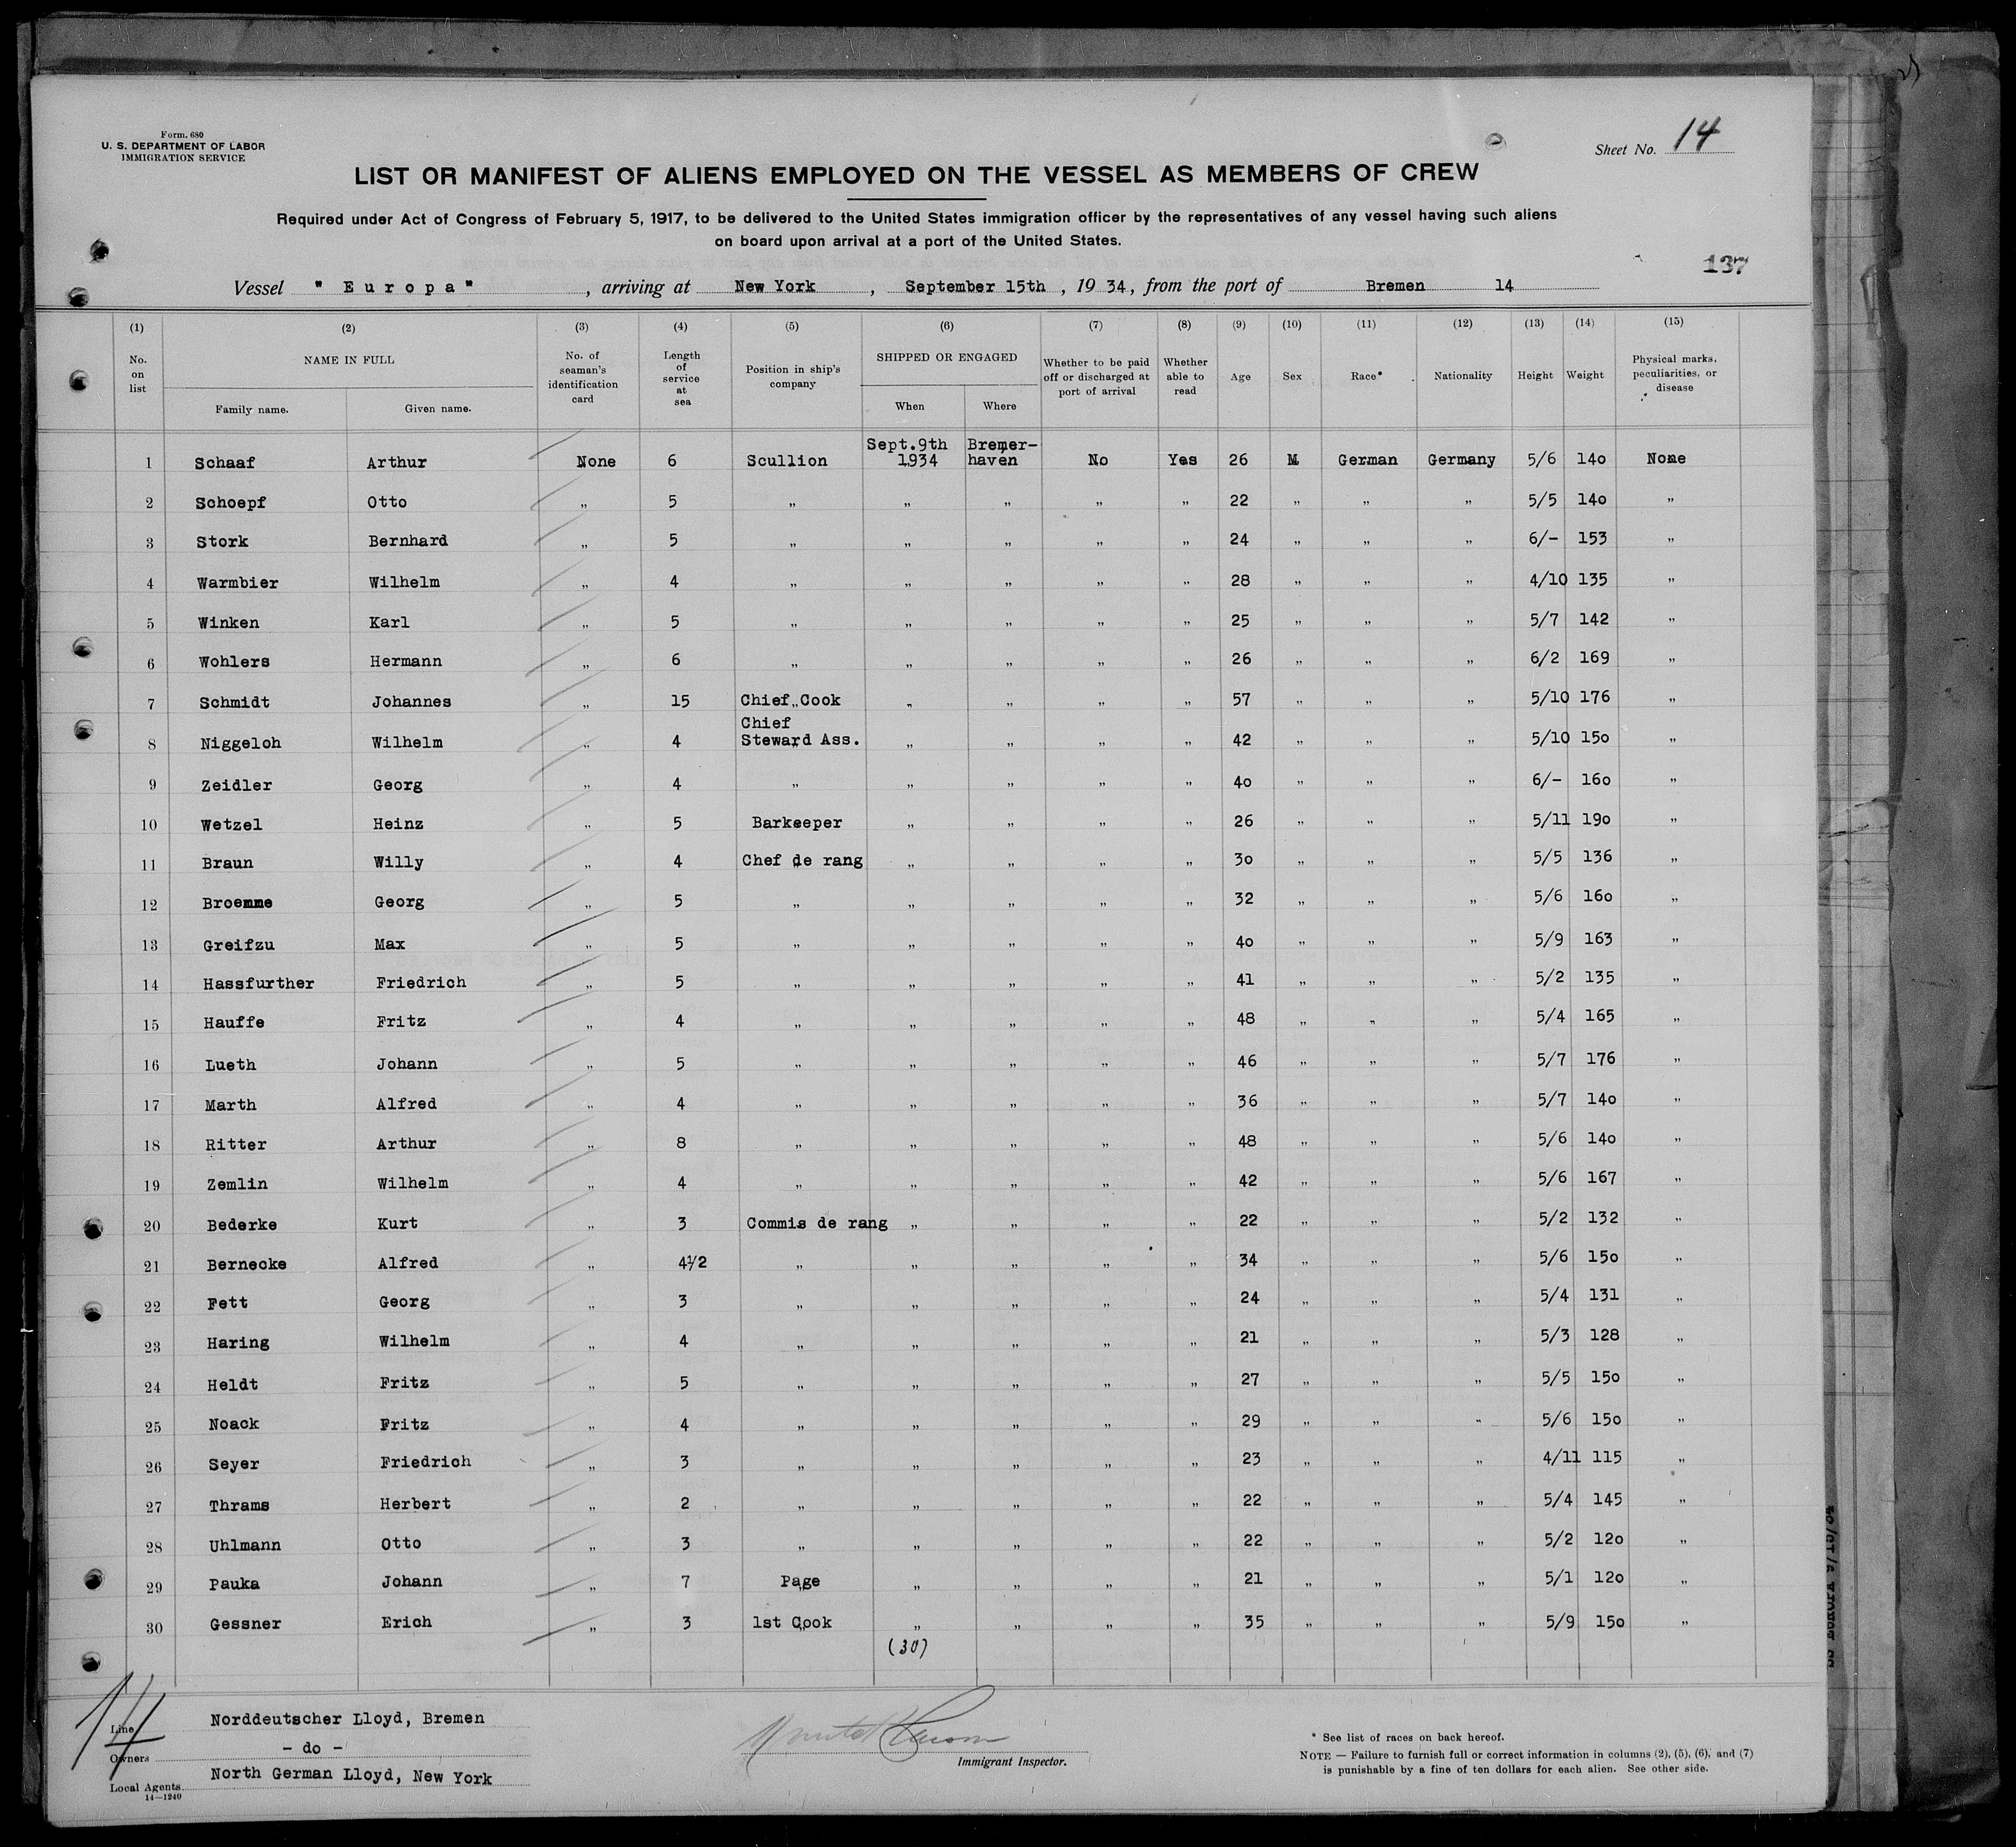 Form. 680
U. S. DEPARTMENT OF LABOR
IMMIGRATION SERVICE
Sheet No. 14
LIST OR MANIFEST OF ALIENS EMPLOYED ON THE VESSEL AS MEMBERS OF CREW
Required under Act of Congress of February 5, 1917, to be delivered to the United States immigration officer by the representatives of any vessel having such aliens
on board upon arrival at a port of the United States.
137
Vessel " Europa " , arriving at New York , September 15th , 19 34, from the port of Bremen 14
(1) (2) (3) (4) (5) (6) (7) (8) (9) (10) (11) (12) (13) (14) (15)
No. on list NAME IN FULL Family name. Given name. No. of seaman's identification card Length of service at sea Position in ship's company SHIPPED OR ENGAGED When Where Whether to be paid off or discharged at port of arrival Whether able to read Age Sex Race* Nationality Height Weight Physical marks, peculiarities, or disease
1 Schaaf Arthur None 6 Scullion Sept.9th 1934 Bremer-haven No Yes 26 M German Germany 5/6 140 None
2 Schoepf Otto " 5 " " " " " 22 " " " 5/5 140 "
3 Stork Bernhard " 5 " " " " " 24 " " " 6/- 153 "
4 Warmbier Wilhelm " 4 " " " " " 28 " " " 4/10 135 "
5 Winken Karl " 5 " " " " " 25 " " " 5/7 142 "
6 Wohlers Hermann " 6 " " " " " 26 " " " 6/2 169 "
7 Schmidt Johannes " 15 Chief Cook " " " " 57 " " " 5/10 176 "
8 Niggeloh Wilhelm " 4 Chief Steward Ass. " " " " 42 " " " 5/10 150 "
9 Zeidler Georg " 4 " " " " " 40 " " " 6/- 160 "
10 Wetzel Heinz " 5 Barkeeper " " " " 26 " " " 5/11 190 "
11 Braun Willy " 4 Chef de rang " " " " 30 " " " 5/5 136 "
12 Broemme Georg " 5 " " " " " 32 " " " 5/6 160 "
13 Greifzu Max " 5 " " " " " 40 " " " 5/9 163 "
14 Hassfurther Friedrich " 5 " " " " " 41 " " " 5/2 135 "
15 Hauffe Fritz " 4 " " " " " 48 " " " 5/4 165 "
16 Lueth Johann " 5 " " " " " 46 " " " 5/7 176 "
17 Marth Alfred " 4 " " " " " 36 " " " 5/7 140 "
18 Ritter Arthur " 8 " " " " " 48 " " " 5/6 140 "
19 Zemlin Wilhelm " 4 " " " " " 42 " " " 5/6 167 "
20 Bederke Kurt " 3 Commis de rang " " " " 22 " " " 5/2 132 "
21 Bernecke Alfred " 4½ " " " " " 34 " " " 5/6 150 "
22 Fett Georg " 3 " " " " " 24 " " " 5/4 131 "
23 Haring Wilhelm " 4 " " " " " 21 " " " 5/3 128 "
24 Heldt Fritz " 5 " " " " " 27 " " " 5/5 150 "
25 Noack Fritz " 4 " " " " " 29 " " " 5/6 150 "
26 Seyer Friedrich " 3 " " " " " 23 " " " 4/11 115 "
27 Thrams Herbert " 2 " " " " " 22 " " " 5/4 145 "
28 Uhlmann Otto " 3 " " " " " 22 " " " 5/2 120 "
29 Pauka Johann " 7 Page " " " " 21 " " " 5/1 120 "
30 Gessner Erich " 3 1st Cook " " " " 35 " " " 5/9 150 "
(30)
14
Line Norddeutscher Lloyd, Bremen
Owners - do -
Local Agents North German Lloyd, New York
14—1240
Immigrant Inspector.
* See list of races on back hereof.
NOTE — Failure to furnish full or correct information in columns (2), (5), (6), and (7)
is punishable by a fine of ten dollars for each alien. See other side.